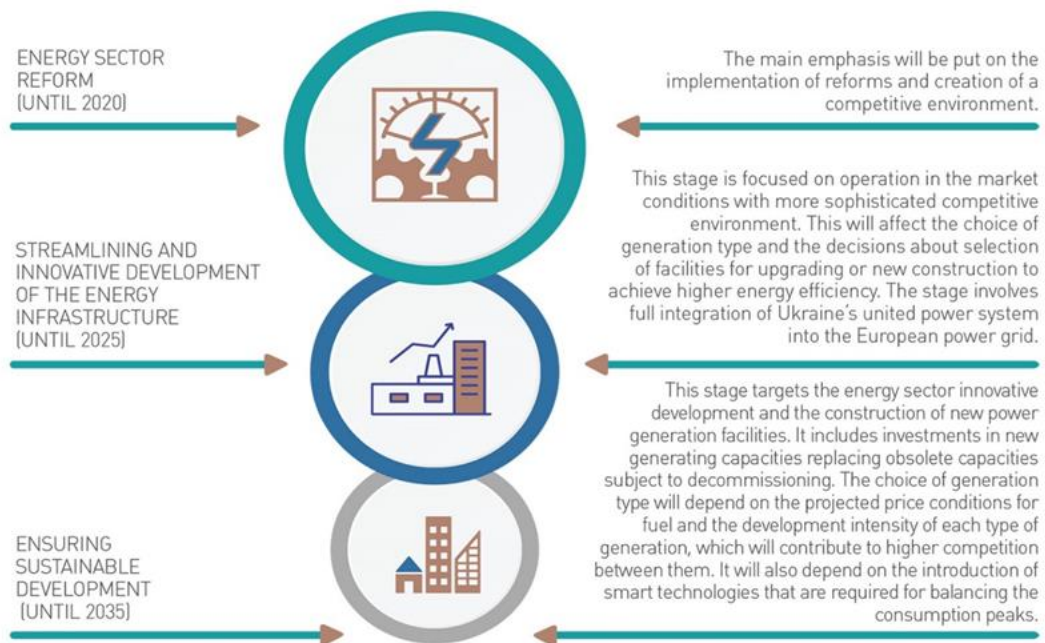 ENERGY SECTOR
REFORM
(UNTIL 2020)
The main emphasis will be put on the
implementation of reforms and creation of a
competitive environment.
STREAMLINING AND
INNOVATIVE DEVELOPMENT
OF THE ENERGY
INFRASTRUCTURE
(UNTIL 2025)
This stage is focused on operation in the market
conditions with more sophisticated competitive
environment. This will affect the choice of
generation type and the decisions about selection
of facilities for upgrading or new construction to
achieve higher energy efficiency. The stage involves
full integration of Ukraine's united power system
into the European power grid.
ENSURING
SUSTAINABLE
DEVELOPMENT
(UNTIL 2035)
This stage targets the energy sector innovative
development and the construction of new power
generation facilities. It includes investments in new
generating capacities replacing obsolete capacities
subject to decommissioning. The choice of generation
type will depend on the projected price conditions for
fuel and the development intensity of each type of
generation, which will contribute to higher competition
between them. It will also depend on the introduction of
smart technologies that are required for balancing the
consumption peaks.